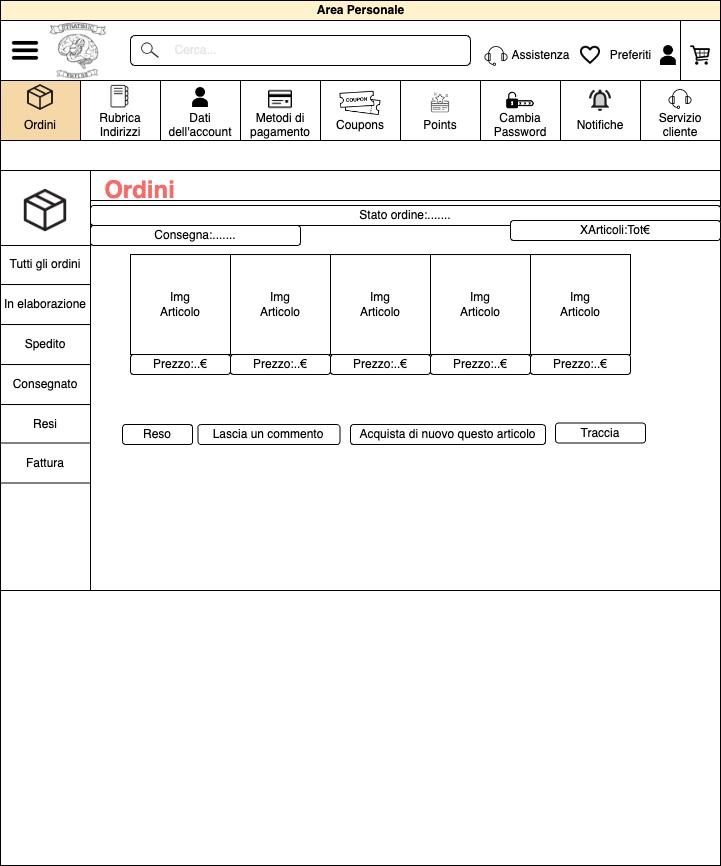 Area Personale
Cerca...
Assistenza
Preferiti
Ordini
Rubrica
Indirizzi
Dati
dell'account
Metodi di
pagamento
COUPON
Coupons
Points
Cambia
Password
Notifiche
Servizio
cliente
Ordini
Stato ordine:.......
Consegna:.......
XArticoli:Tot€
Tutti gli ordini
In elaborazione
Spedito
Consegnato
Resi
Fattura
Img
Articolo
Img
Articolo
Img
Articolo
Img
Articolo
Img
Articolo
Prezzo:..€
Prezzo:..€
Prezzo:..€
Prezzo:..€
Prezzo:..€
Reso
Lascia un commento
Acquista di nuovo questo articolo
Traccia